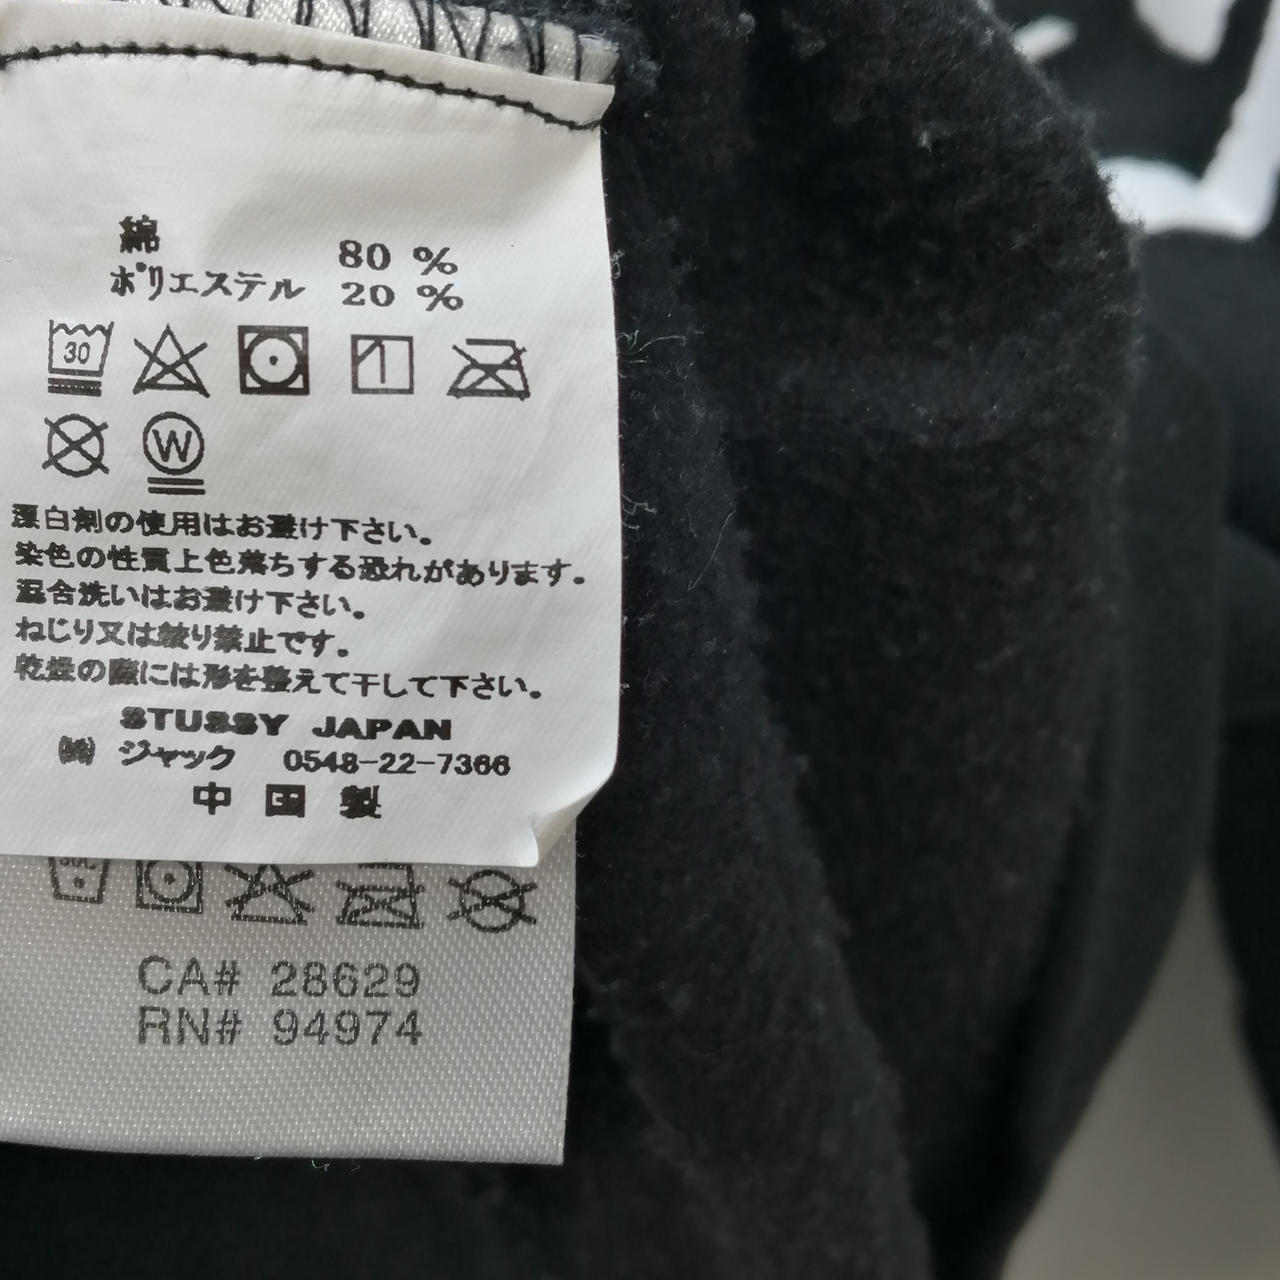 綿 80 %
ポリエステル 20 %
30
W
漂白剤の使用はお避け下さい。
染色の性質上色落ちする恐れがあります。
混合洗いはお避け下さい。
ねじり又は絞り禁止です。
乾燥の際には形を整えて干して下さい。
STUSSY JAPAN
㈱ ジャック 0548-22-7366
中国製
30C
CA# 28629
RN# 94974